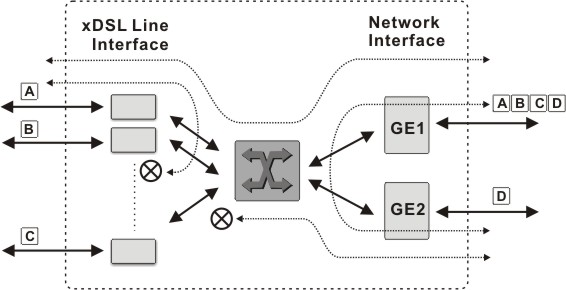 xDSL Line
Interface
Network
Interface
A
B
C
GE1
GE2
A B C D
D